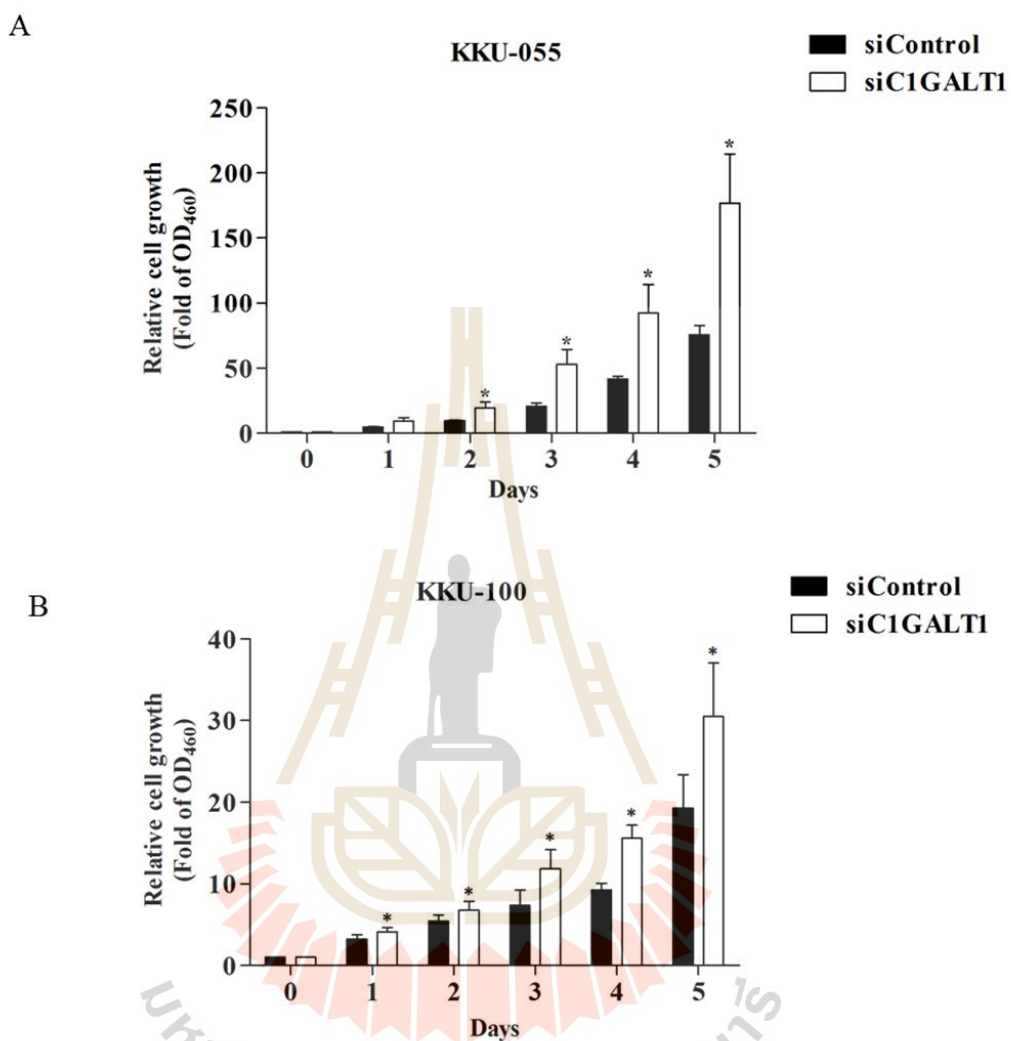 A
KKU-055
siControl
siC1GALT1
Relative cell growth
(Fold of OD460)
250
200
150
100
50
0
0 1 2 3 4 5
Days
*
*
*
*
B
KKU-100
siControl
siC1GALT1
Relative cell growth
(Fold of OD460)
40
30
20
10
0
0 1 2 3 4 5
Days
*
*
*
*
*